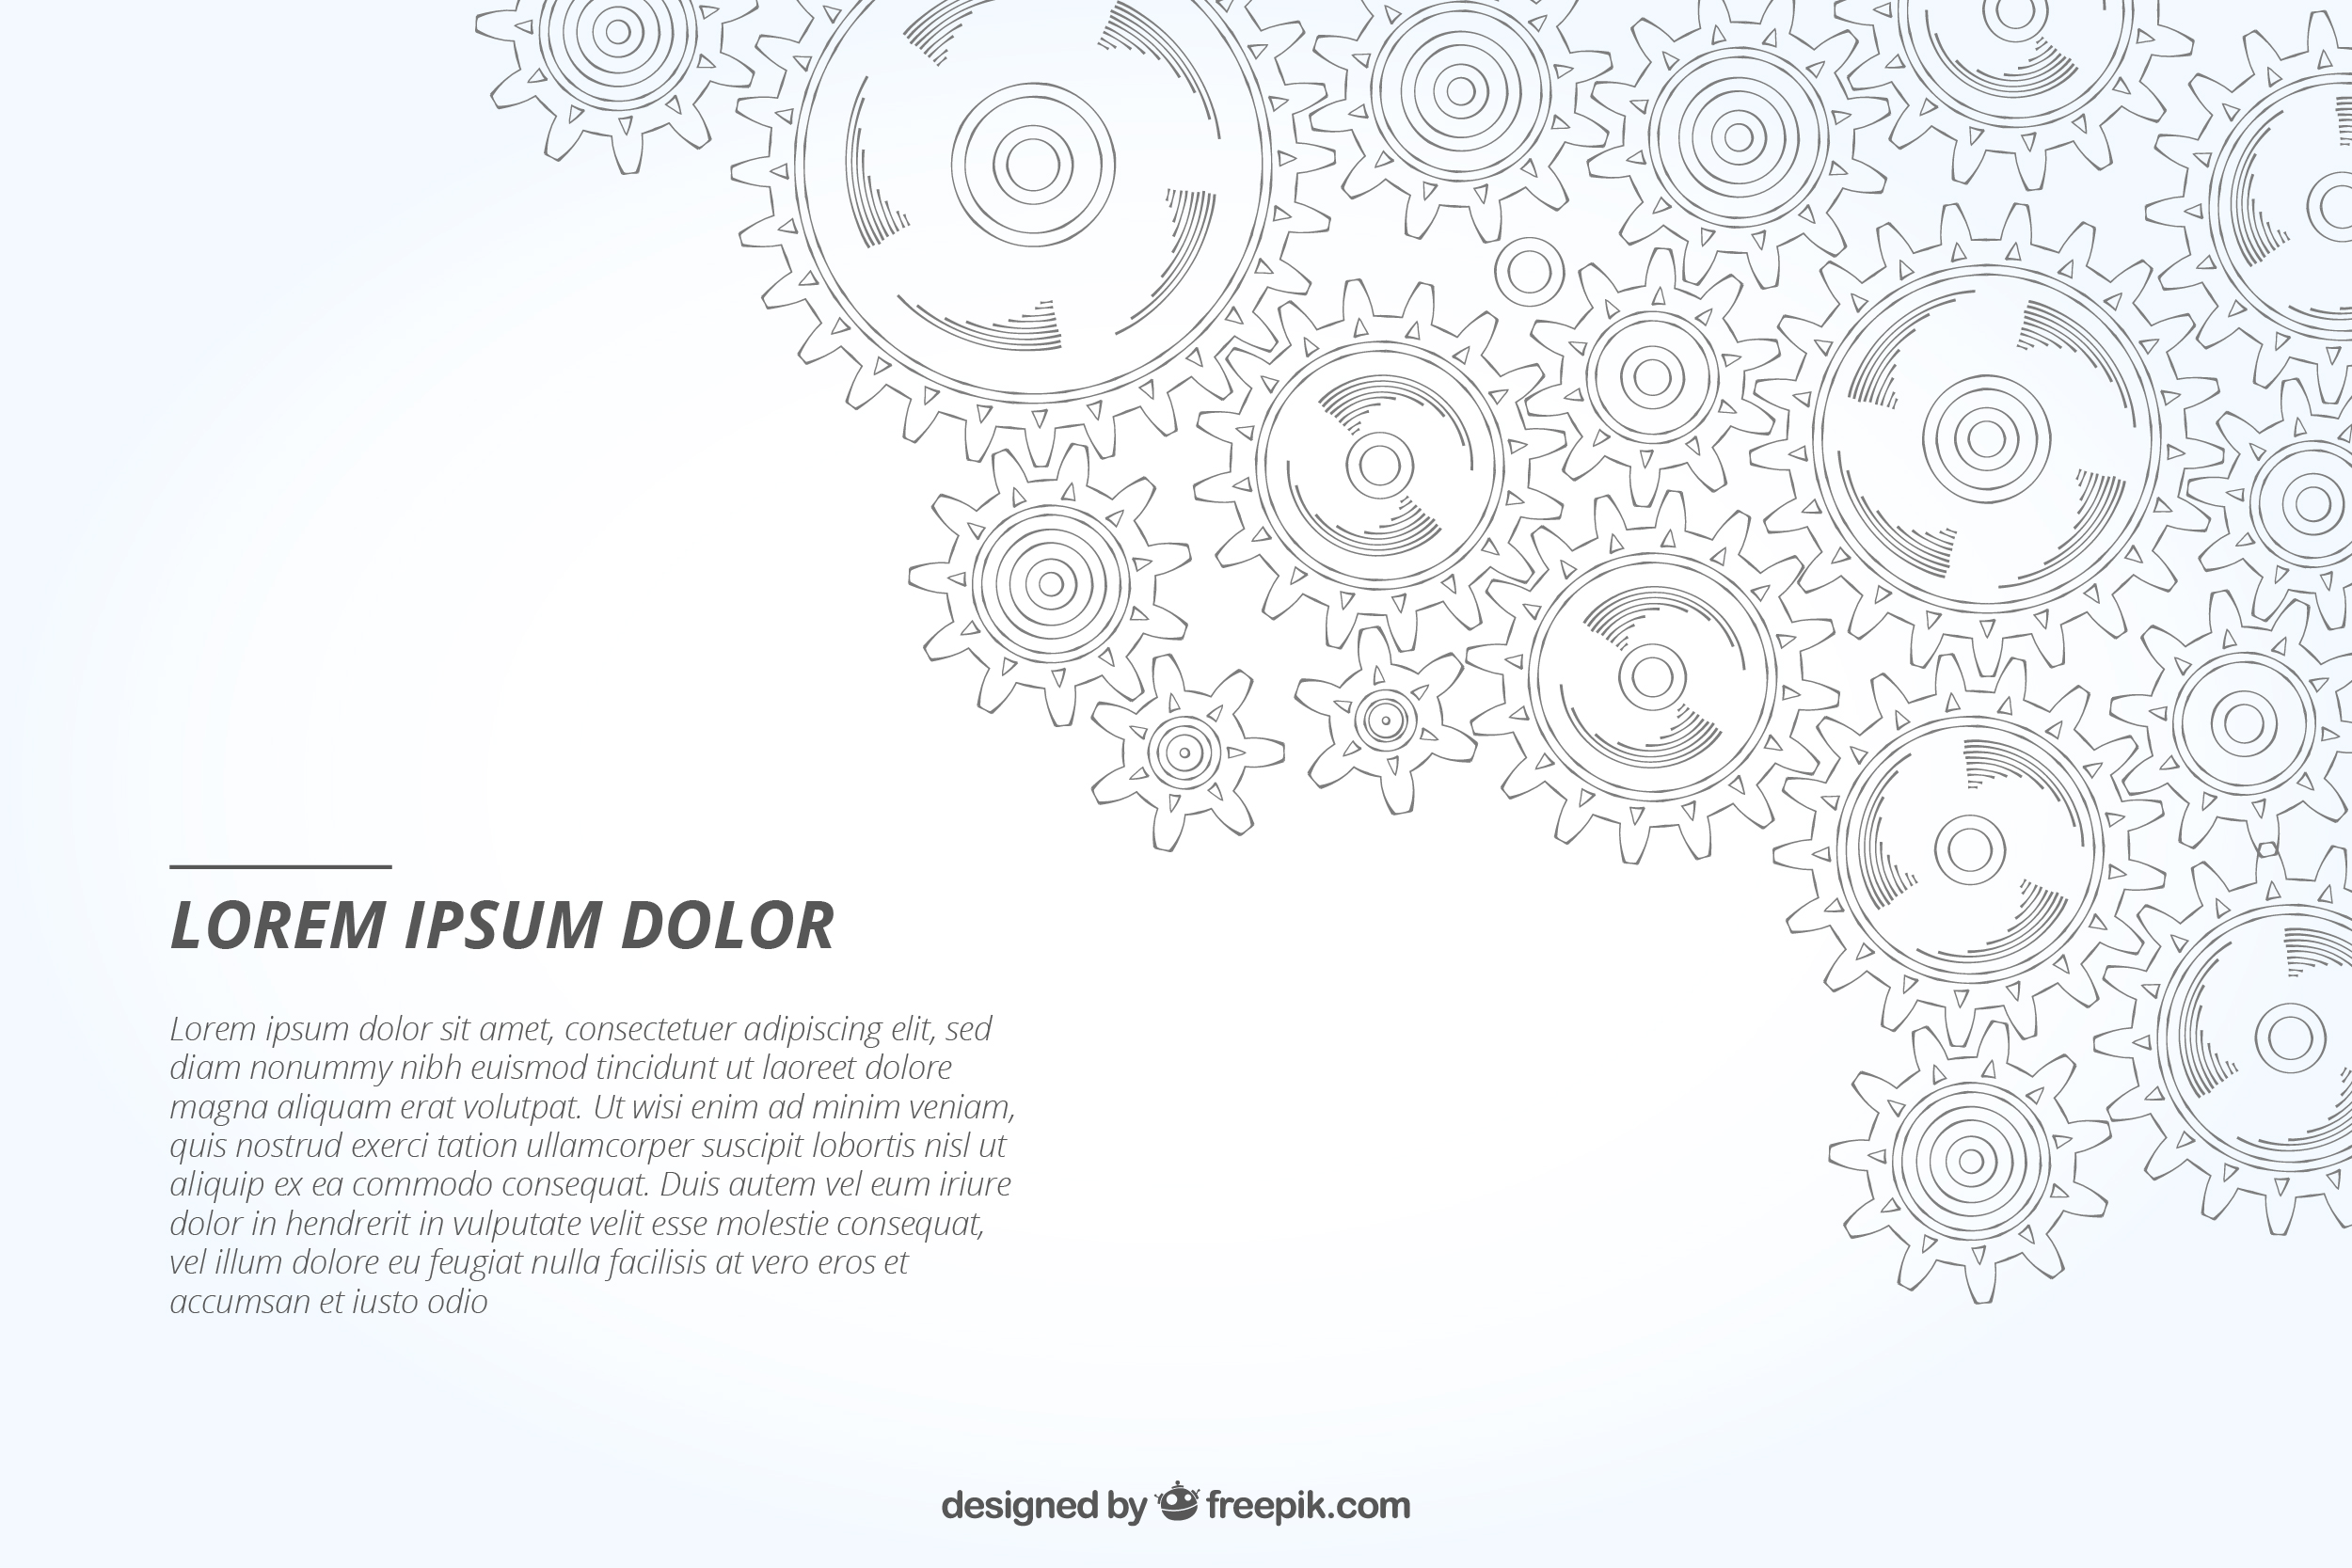 LOREM IPSUM DOLOR
Lorem ipsum dolor sit amet, consectetuer adipiscing elit, sed
diam nonummy nibh euismod tincidunt ut laoreet dolore
magna aliquam erat volutpat. Ut wisi enim ad minim veniam,
quis nostrud exerci tation ullamcorper suscipit lobortis nisl ut
aliquip ex ea commodo consequat. Duis autem vel eum iriure
dolor in hendrerit in vulputate velit esse molestie consequat,
vel illum dolore eu feugiat nulla facilisis at vero eros et
accumsan et iusto odio
designed by freepik.com